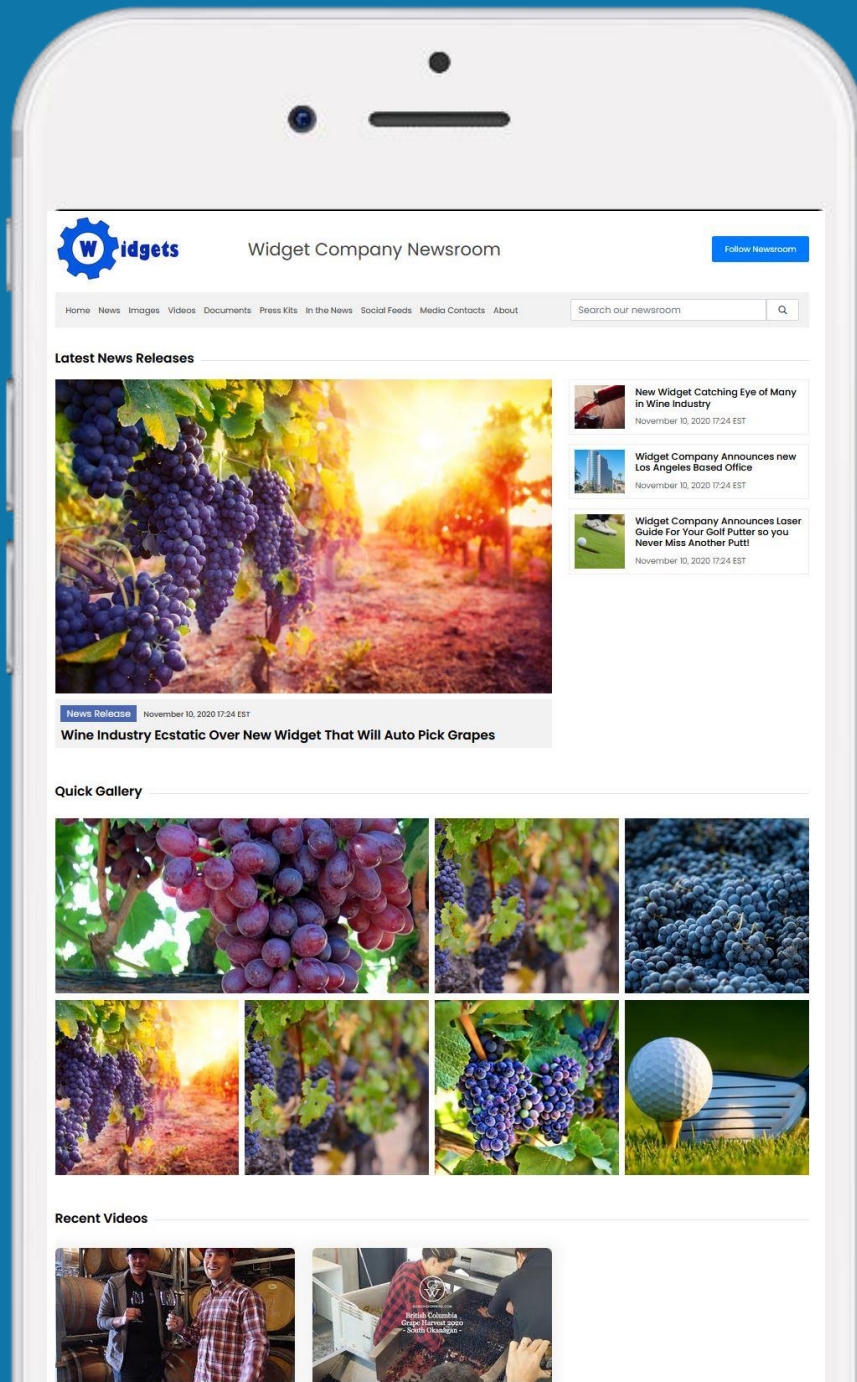 Widgets
Widget Company Newsroom
Follow Newsroom
Home News Images Videos Documents Press Kits In the News Social Feeds Media Contacts About
Search our newsroom
Latest News Releases
News Release November 10, 2020 17:24 EST
Wine Industry Ecstatic Over New Widget That Will Auto Pick Grapes
New Widget Catching Eye of Many
in Wine Industry
November 10, 2020 17:24 EST
Widget Company Announces new
Los Angeles Based Office
November 10, 2020 17:24 EST
Widget Company Announces Laser
Guide For Your Golf Putter so you
Never Miss Another Putt!
November 10, 2020 17:24 EST
Quick Gallery
Recent Videos
British Columbia
Grape Harvest 2020
- South Okanagan -